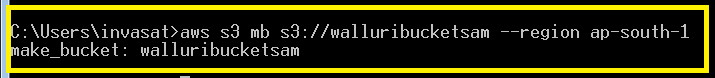 C:\Users\invasat>aws s3 mb s3://walluribucketsam --region ap-south-1
make_bucket: walluribucketsam